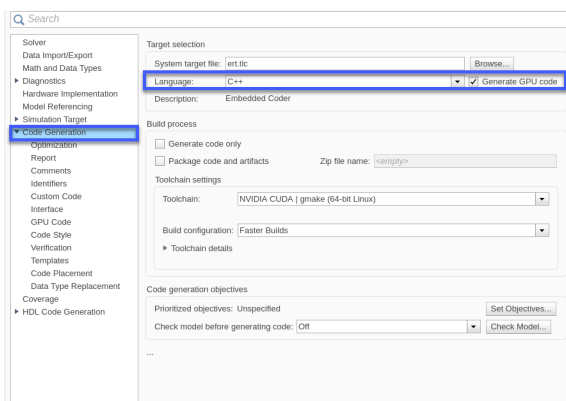 Search
Solver
Data Import/Export
Math and Data Types
Diagnostics
Hardware Implementation
Model Referencing
Simulation Target
Code Generation
Optimization
Report
Comments
Identifiers
Custom Code
Interface
GPU Code
Code Style
Verification
Templates
Code Placement
Data Type Replacement
Coverage
HDL Code Generation
Target selection
System target file: ert.tlc Browse...
Language: C++ Generate GPU code
Description: Embedded Coder
Build process
Generate code only
Package code and artifacts Zip file name: <empty>
Toolchain settings
Toolchain: NVIDIA CUDA | gmake (64-bit Linux)
Build configuration: Faster Builds
Toolchain details
Code generation objectives
Prioritized objectives: Unspecified Set Objectives...
Check model before generating code: Off Check Model...
...